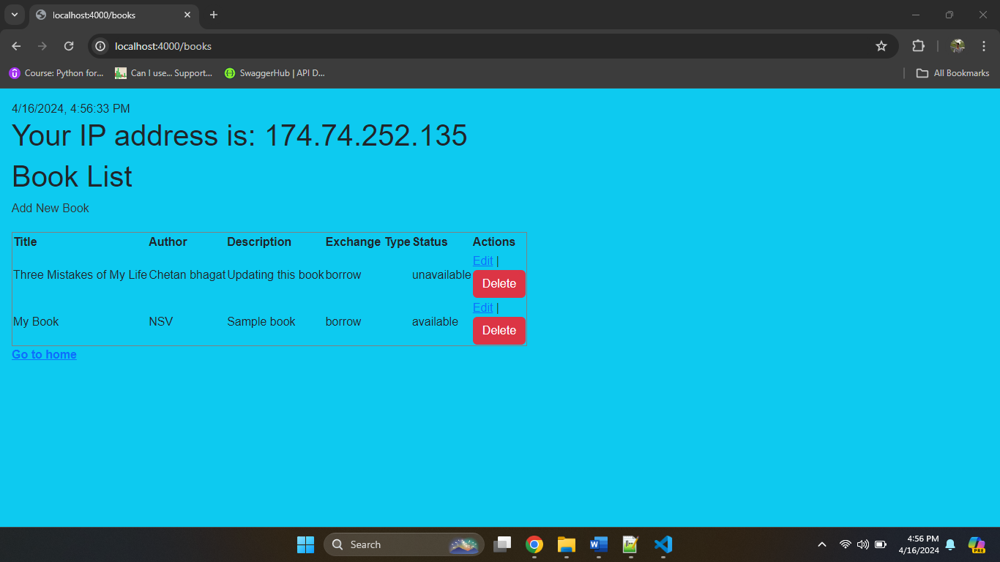 localhost:4000/books
localhost:4000/books
Course: Python for... Can I use... Support... SwaggerHub | API D... All Bookmarks
4/16/2024, 4:56:33 PM
Your IP address is: 174.74.252.135
Book List
Add New Book
Title Author Description Exchange Type Status Actions
Three Mistakes of My Life Chetan bhagat Updating this book borrow unavailable Edit |
Delete
My Book NSV Sample book borrow available Edit |
Delete
Go to home
Search
4:56 PM
4/16/2024
PRE